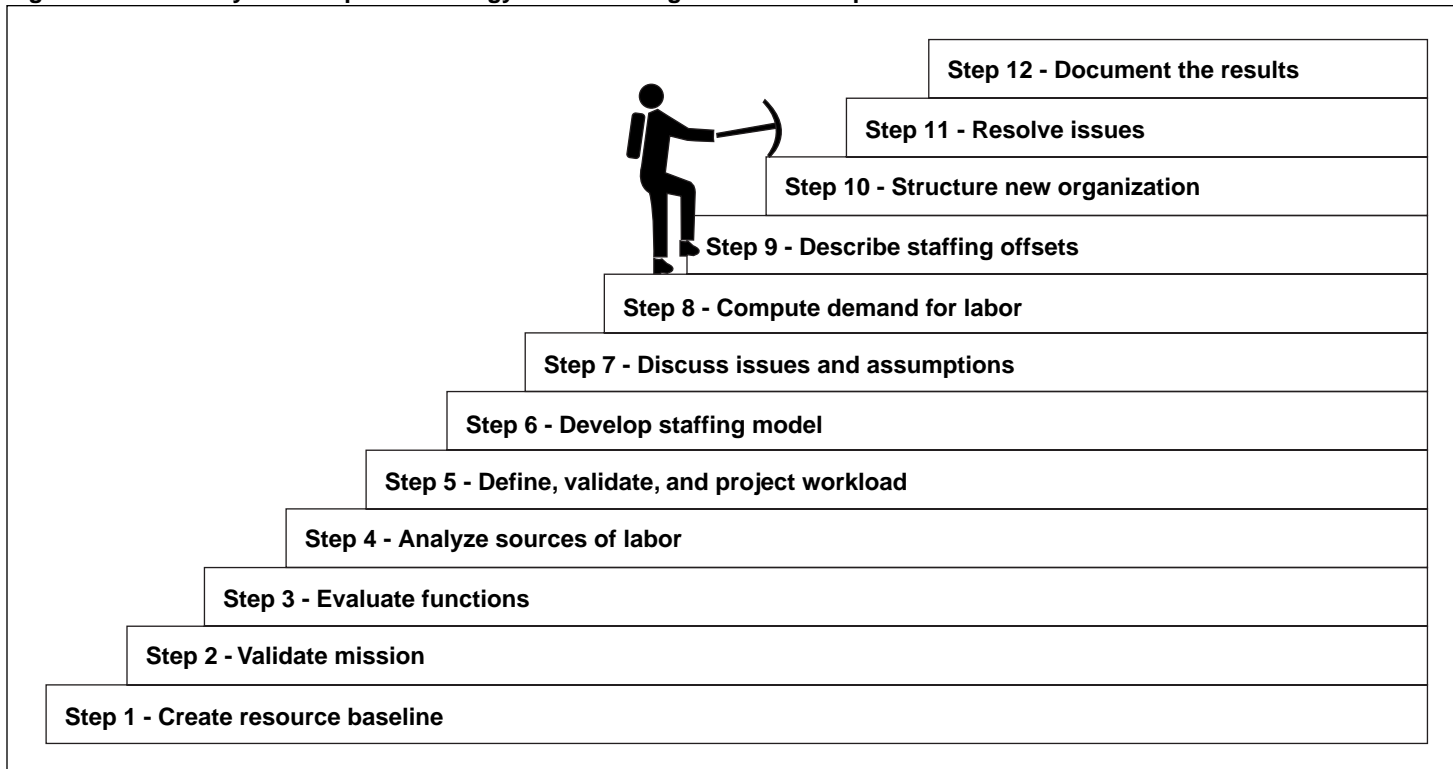 Step 12 - Document the results
Step 11 - Resolve issues
Step 10 - Structure new organization
Step 9 - Describe staffing offsets
Step 8 - Compute demand for labor
Step 7 - Discuss issues and assumptions
Step 6 - Develop staffing model
Step 5 - Define, validate, and project workload
Step 4 - Analyze sources of labor
Step 3 - Evaluate functions
Step 2 - Validate mission
Step 1 - Create resource baseline